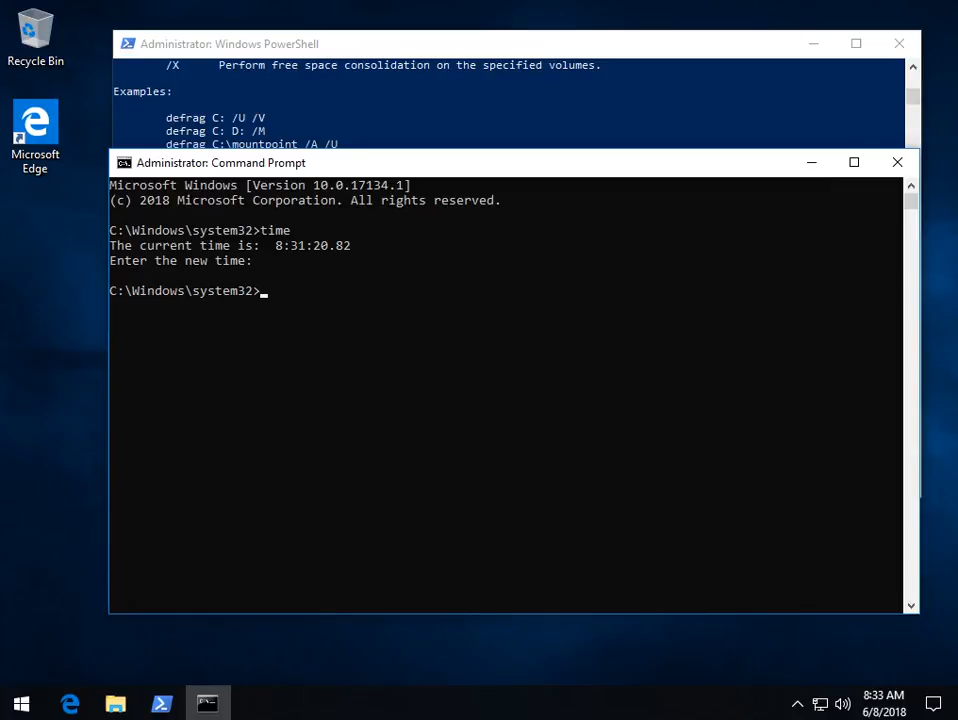 Recycle Bin
Microsoft
Edge
Administrator: Windows PowerShell
/X     Perform free space consolidation on the specified volumes.
Examples:
defrag C: /U /V
defrag C: D: /M
defrag C:\mountpoint /A /U
Administrator: Command Prompt
Microsoft Windows [Version 10.0.17134.1]
(c) 2018 Microsoft Corporation. All rights reserved.
C:\Windows\system32>time
The current time is:  8:31:20.82
Enter the new time:
C:\Windows\system32>
8:33 AM
6/8/2018